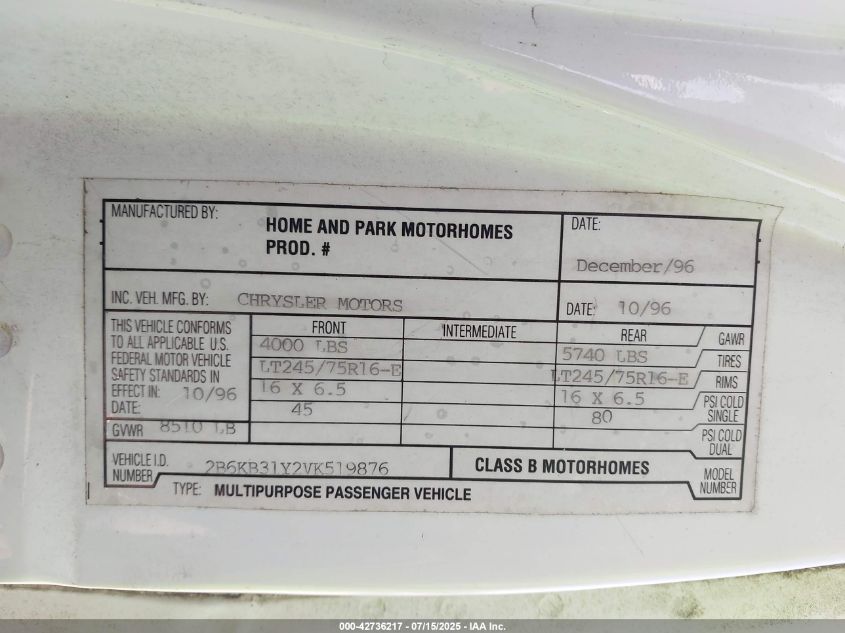 MANUFACTURED BY:
HOME AND PARK MOTORHOMES
PROD. #
DATE:
December/96
INC. VEH. MFG. BY: CHRYSLER MOTORS
DATE: 10/96
THIS VEHICLE CONFORMS
TO ALL APPLICABLE U.S.
FEDERAL MOTOR VEHICLE
SAFETY STANDARDS IN
EFFECT IN: 10/96
DATE:
GVWR 8510 LB
FRONT INTERMEDIATE REAR GAWR
4000 LBS 5740 LBS TIRES
LT245/75R16-E LT245/75R16-E RIMS
16 X 6.5 16 X 6.5 PSI COLD
SINGLE
45 80 PSI COLD
DUAL
VEHICLE I.D.
NUMBER 2B6KB31Y2VK519876
CLASS B MOTORHOMES
MODEL
NUMBER
TYPE: MULTIPURPOSE PASSENGER VEHICLE
000-42736217 - 07/15/2025 - IAA Inc.